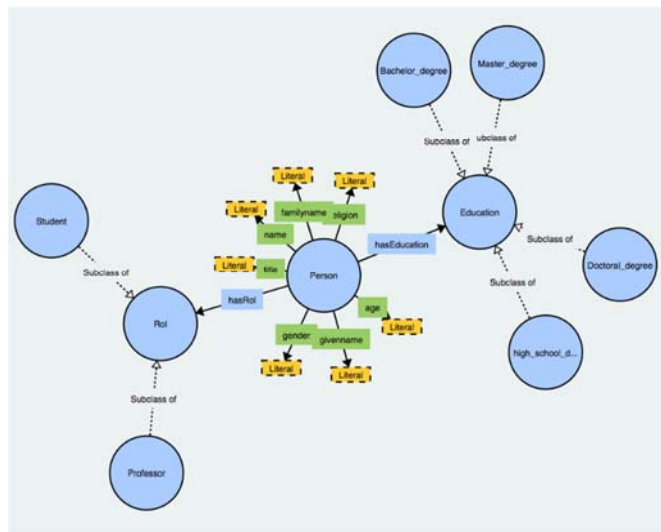 Bachelor_degree
Master_degree
Subclass of
ubclass of
Literal
Literal
Literal
familyname
eligion
name
hasEducation
Education
Student
Literal
title
Person
Subclass of
Doctoral_degree
Subclass of
hasRol
age
Subclass of
Rol
Literal
gender
givenname
high_school_d...
Literal
Literal
Subclass of
Professor